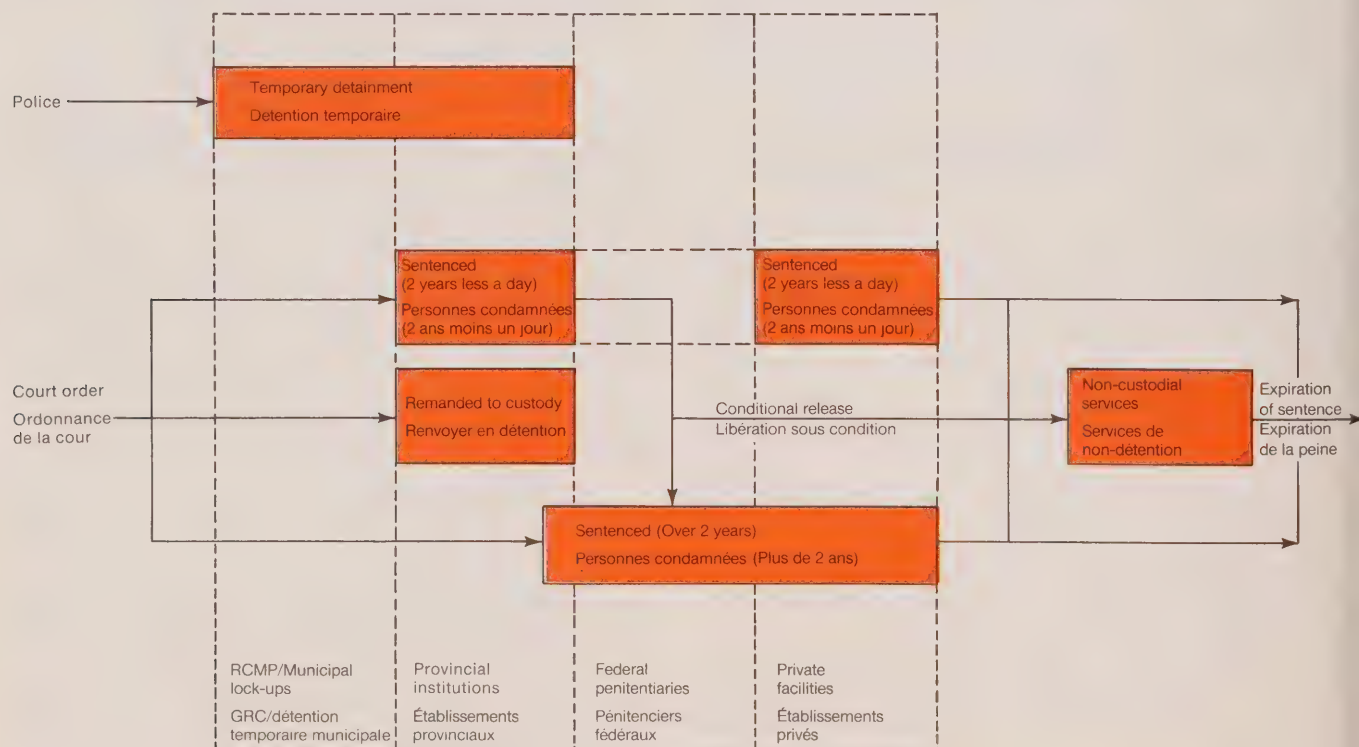 Police
Temporary detainment
Detention temporaire
Sentenced
(2 years less a day)
Personnes condamnées
(2 ans moins un jour)
Sentenced
(2 years less a day)
Personnes condamnées
(2 ans moins un jour)
Court order
Ordonnance
de la cour
Remanded to custody
Renvoyer en détention
Conditional release
Libération sous condition
Non-custodial
services
Services de
non-détention
Expiration
of sentence
Expiration
de la peine
Sentenced (Over 2 years)
Personnes condamnées (Plus de 2 ans)
RCMP/Municipal
lock-ups
GRC/détention
temporaire municipale
Provincial
institutions
Établissements
provinciaux
Federal
penitentiaries
Pénitenciers
fédéraux
Private
facilities
Établissements
privés